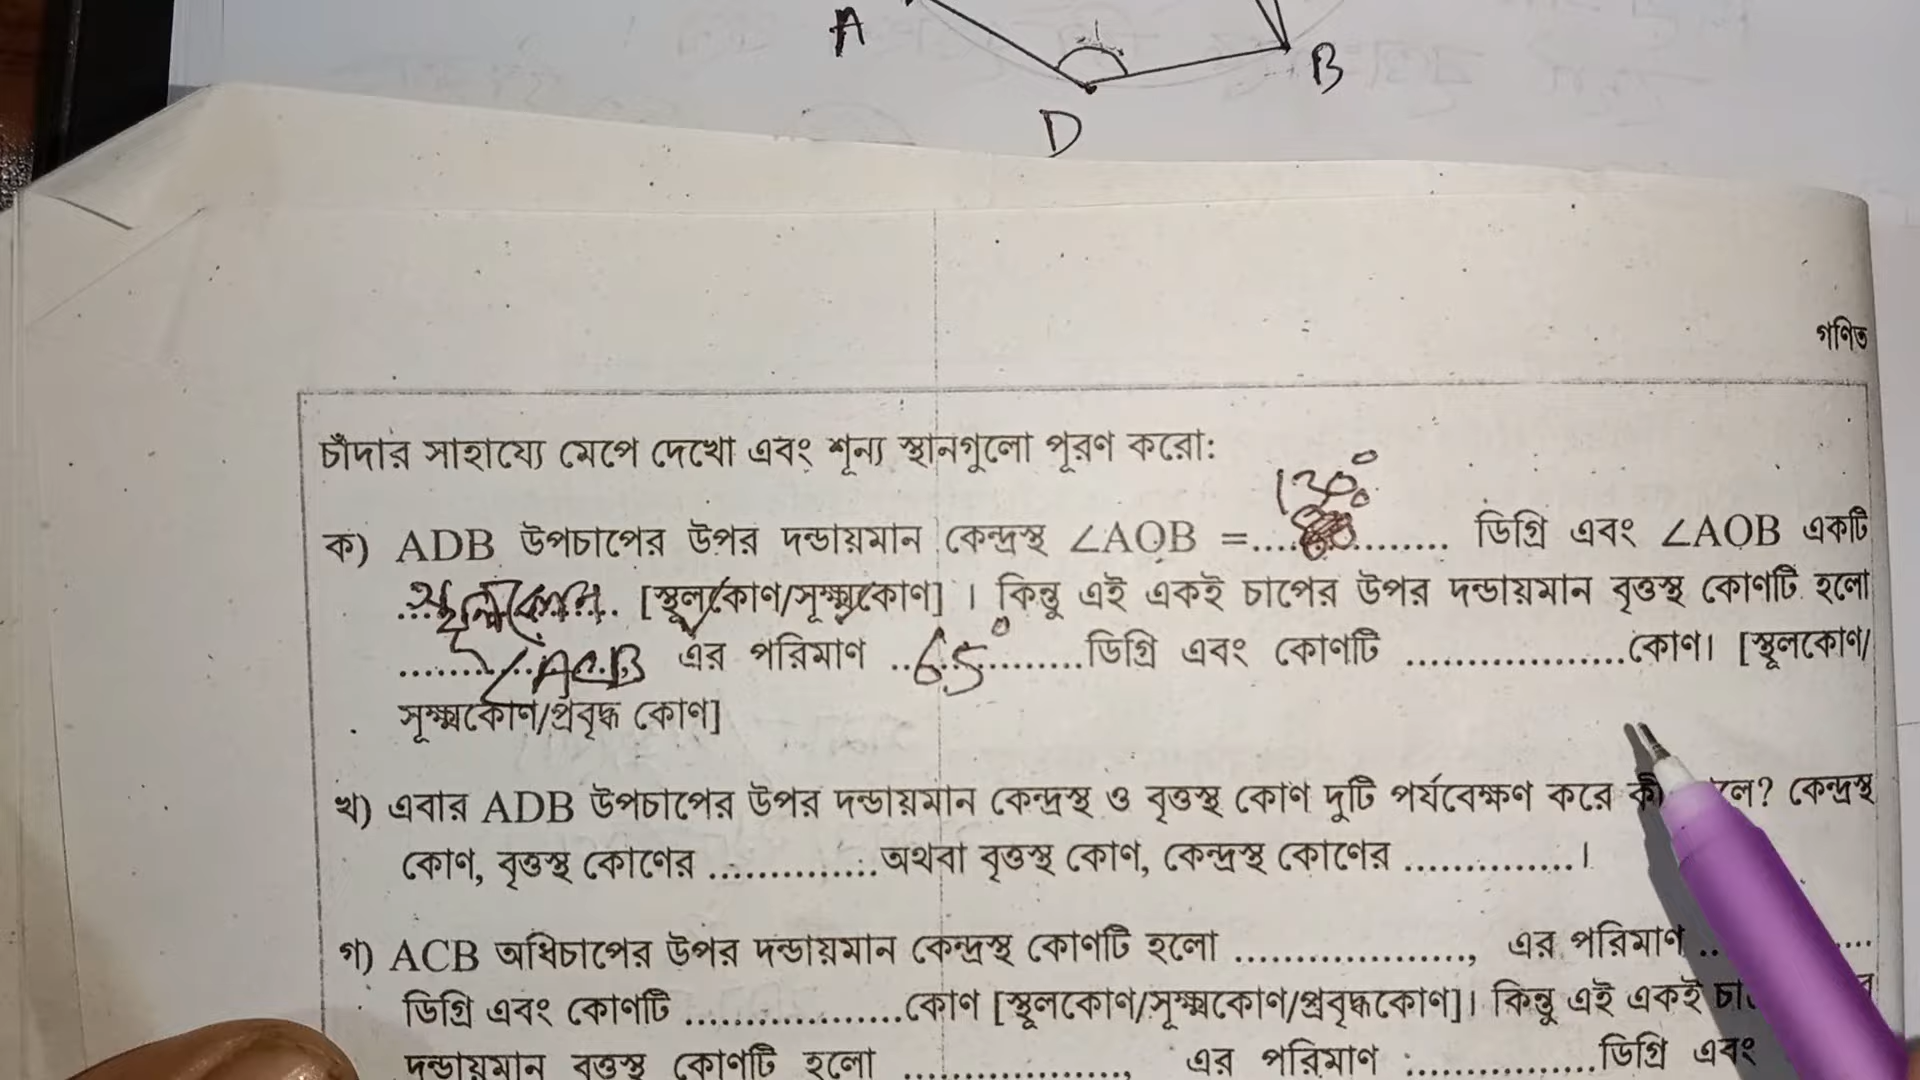 A
B
D
গণিত
চাঁদার সাহায্যে মেপে দেখো এবং শূন্য স্থানগুলো পূরণ করো:
130°
ক) ADB উপচাপের উপর দন্ডায়মান কেন্দ্রস্থ ∠AOB =.............. ডিগ্রি এবং ∠AOB একটি
স্থূলকোণ [স্থূলকোণ/সূক্ষ্মকোণ] । কিন্তু এই একই চাপের উপর দন্ডায়মান বৃত্তস্থ কোণটি হলো
∠ACB এর পরিমাণ ..65°..........ডিগ্রি এবং কোণটি ....................কোণ। [স্থূলকোণ/
সূক্ষ্মকোণ/প্রবৃদ্ধ কোণ]
খ) এবার ADB উপচাপের উপর দন্ডায়মান কেন্দ্রস্থ ও বৃত্তস্থ কোণ দুটি পর্যবেক্ষণ করে কেন্দ্রস্থ
কোণ, বৃত্তস্থ কোণের ................অথবা বৃত্তস্থ কোণ, কেন্দ্রস্থ কোণের ................।
গ) ACB অধিচাপের উপর দন্ডায়মান কেন্দ্রস্থ কোণটি হলো ......................, এর পরিমাণ
ডিগ্রি এবং কোণটি ....................কোণ [স্থূলকোণ/সূক্ষ্মকোণ/প্রবৃদ্ধকোণ]। কিন্তু এই একই
দন্ডায়মান বৃত্তস্থ কোণটি হলো ....................., এর পরিমাণ .................ডিগ্রি এবং